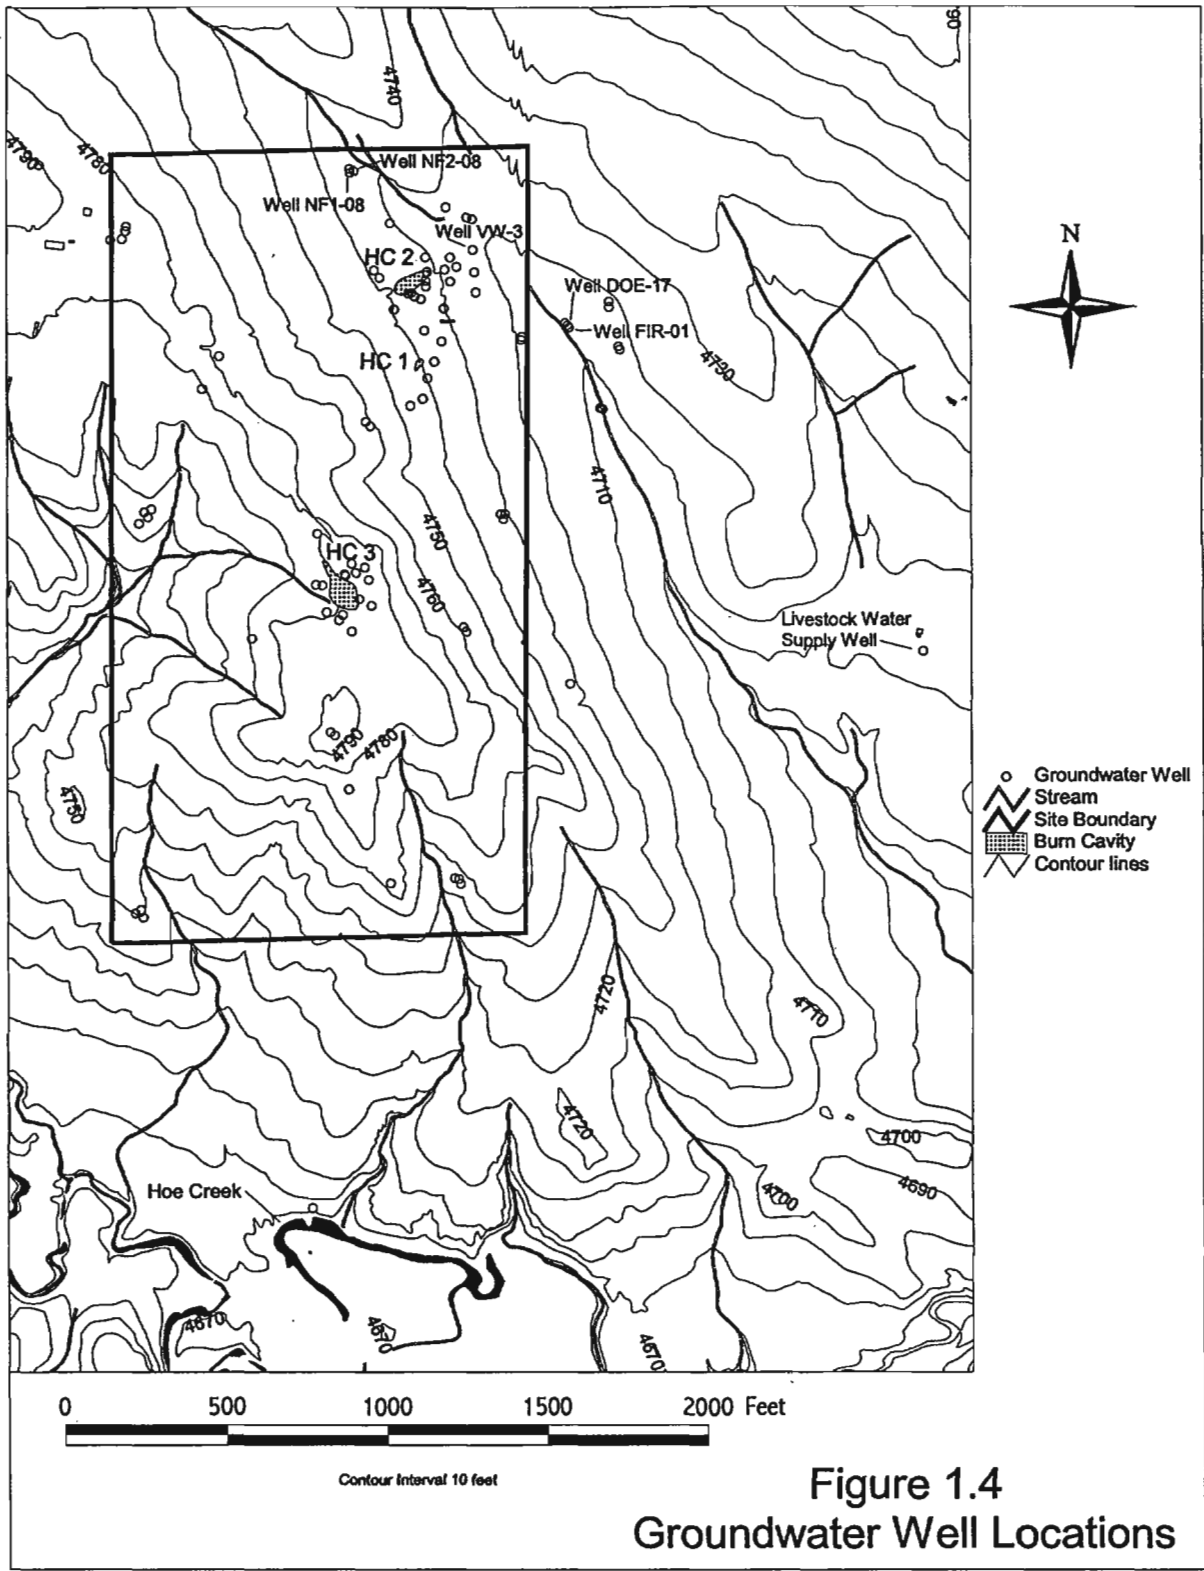 4790
4740
4790
4780
Well NF2-08
Well NF1-08
Well VW-3
HC 2
N
Well DOE-17
Well FIR-01
HC 1
4730
4710
4750
HC 3
4760
Livestock Water
Supply Well
4790
4780
4750
Groundwater Well
Stream
Site Boundary
Burn Cavity
Contour lines
4720
4710
4720
4700
4690
4700
Hoe Creek
4670
4670
4670
0 500 1000 1500 2000 Feet
Contour Interval 10 feet
Figure 1.4
Groundwater Well Locations